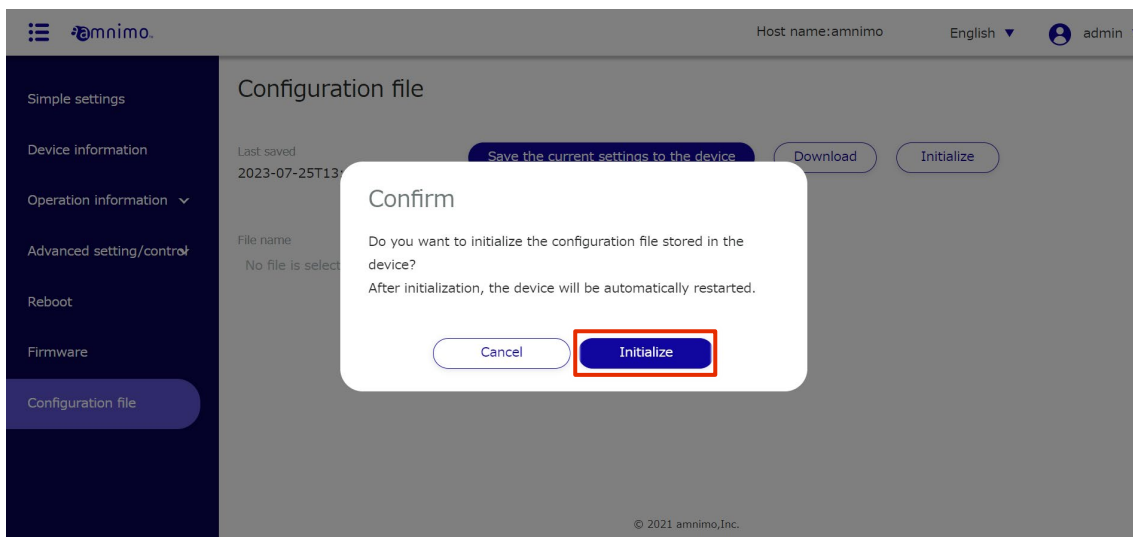 amnimo.
Host name:amnimo
English ▼
admin
Simple settings
Device information
Operation information
Advanced setting/control
Reboot
Firmware
Configuration file
Configuration file
Last saved
2023-07-25T13:
Save the current settings to the device
Download
Initialize
File name
No file is select
Confirm
Do you want to initialize the configuration file stored in the
device?
After initialization, the device will be automatically restarted.
Cancel
Initialize
© 2021 amnimo,Inc.